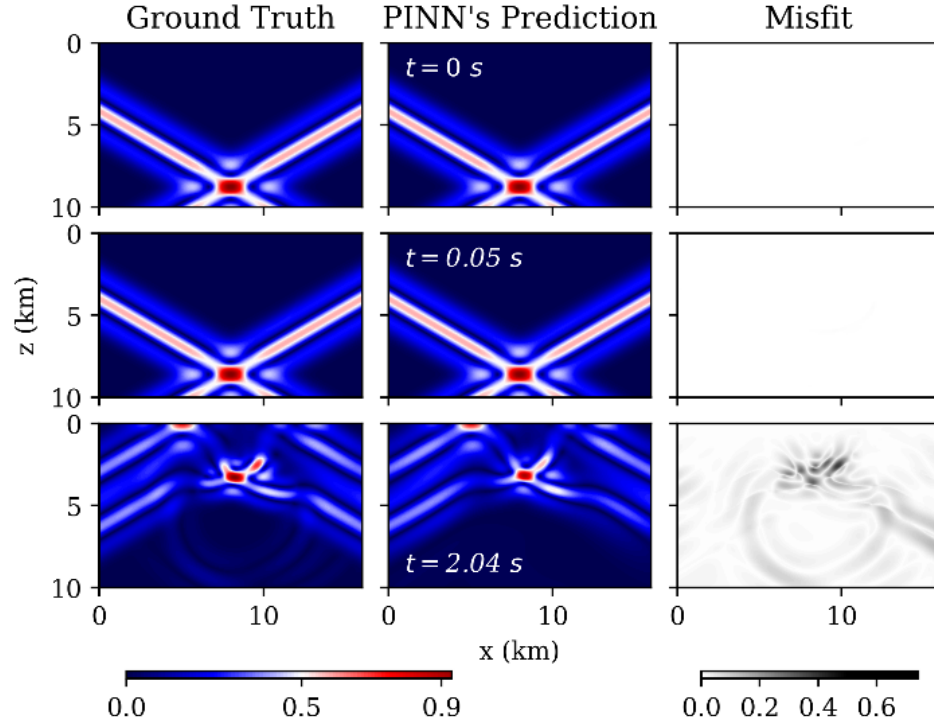 Ground Truth PINN's Prediction Misfit
0
5
10
t = 0 s
0
5
10
t = 0.05 s
0
5
10
t = 2.04 s
0 10 0 10 0 10
z (km)
x (km)
0.0 0.5 0.9
0.0 0.2 0.4 0.6